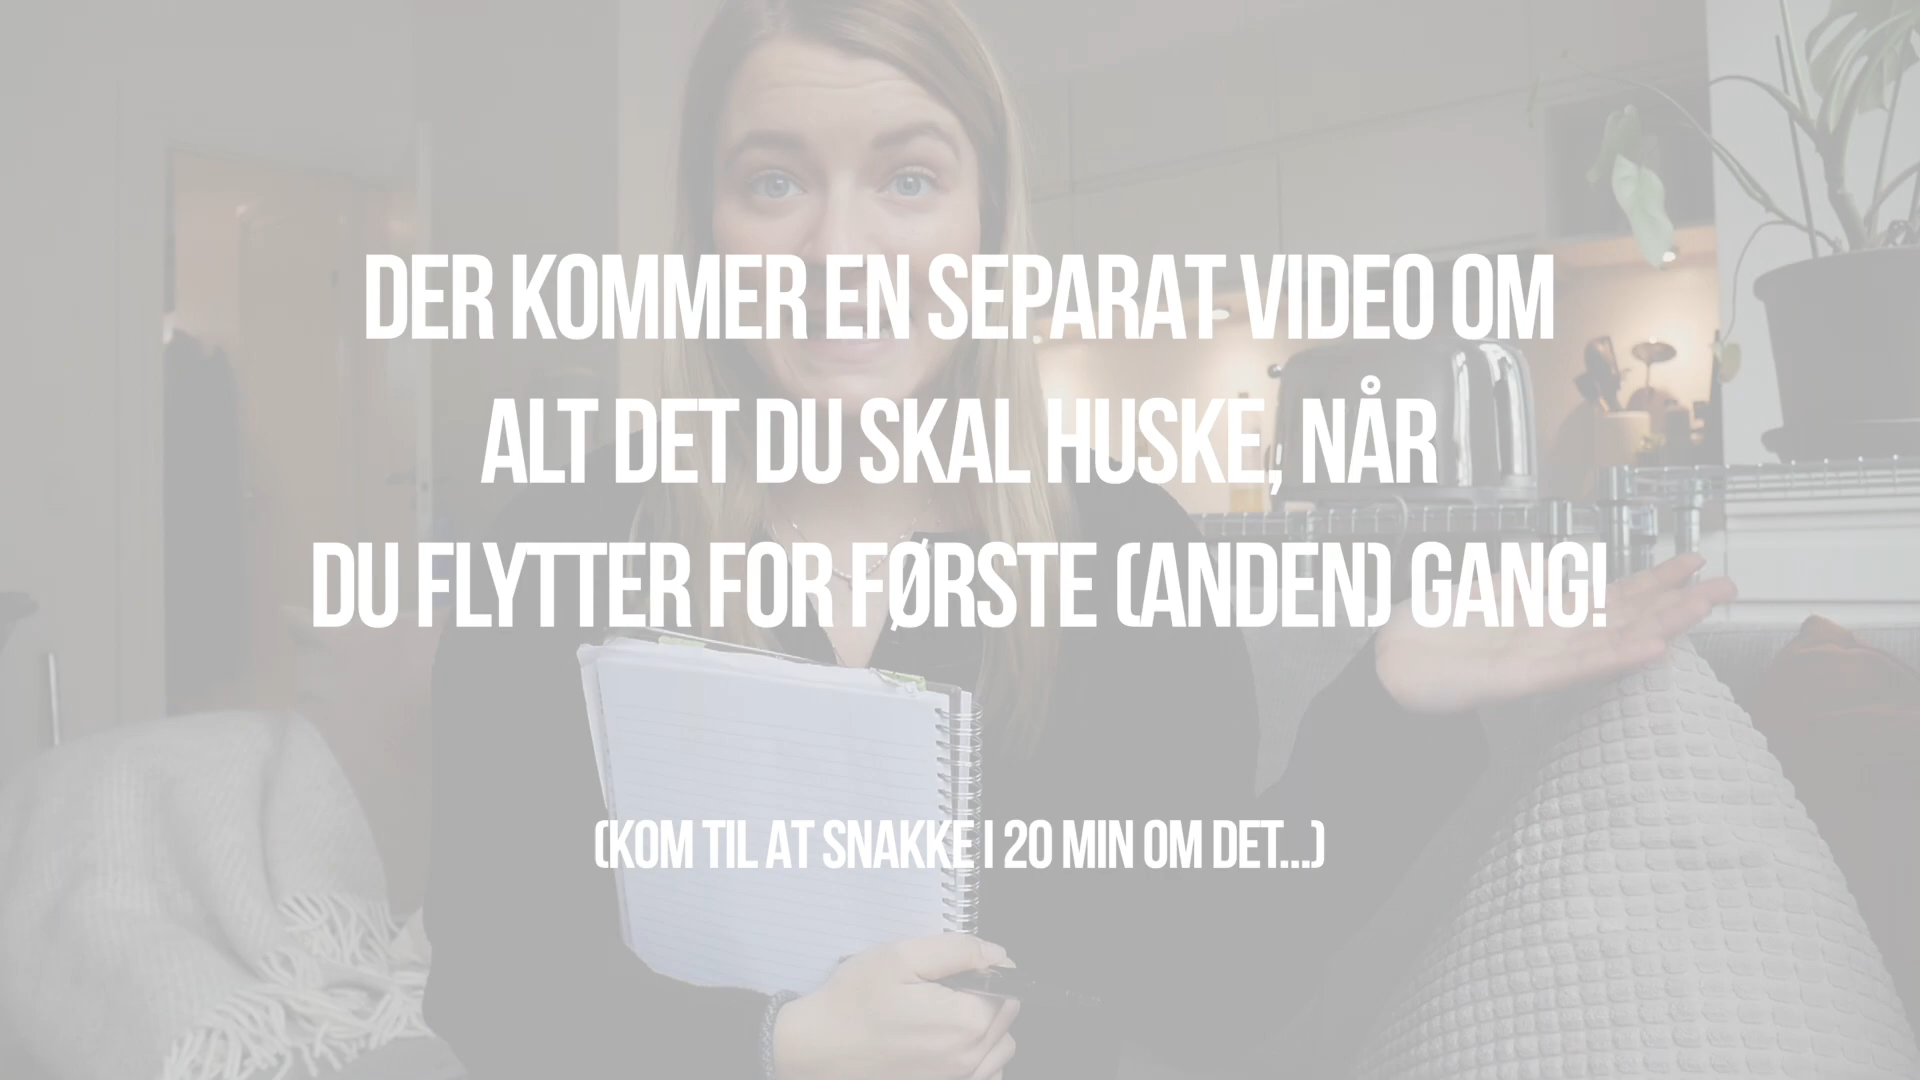 DER KOMMER EN SEPARAT VIDEO OM
ALT DET DU SKAL HUSKE, NÅR
DU FLYTTER FOR FØRSTE (ANDEN) GANG!
(KOM TIL AT SNAKKE I 20 MIN OM DET...)